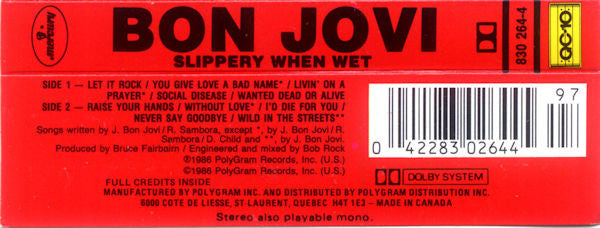 mercury
BON JOVI
SLIPPERY WHEN WET
830 264-4
QC-10
SIDE 1 — LET IT ROCK / YOU GIVE LOVE A BAD NAME* / LIVIN' ON A
PRAYER* / SOCIAL DISEASE / WANTED DEAD OR ALIVE
SIDE 2 — RAISE YOUR HANDS / WITHOUT LOVE* / I'D DIE FOR YOU /
NEVER SAY GOODBYE / WILD IN THE STREETS**
Songs written by J. Bon Jovi / R. Sambora, except *, by J. Bon Jovi / R.
Sambora / D. Child and **, by J. Bon Jovi.
Produced by Bruce Fairbairn / Engineered and mixed by Bob Rock
℗1986 PolyGram Records, Inc. (U.S.)
©1986 PolyGram Records, Inc. (U.S.)
97
0 42283 02644
DOLBY SYSTEM
FULL CREDITS INSIDE
MANUFACTURED BY POLYGRAM INC. AND DISTRIBUTED BY POLYGRAM DISTRIBUTION INC.
6000 COTE DE LIESSE, ST-LAURENT, QUEBEC H4T 1E3 – MADE IN CANADA
Stereo also playable mono.